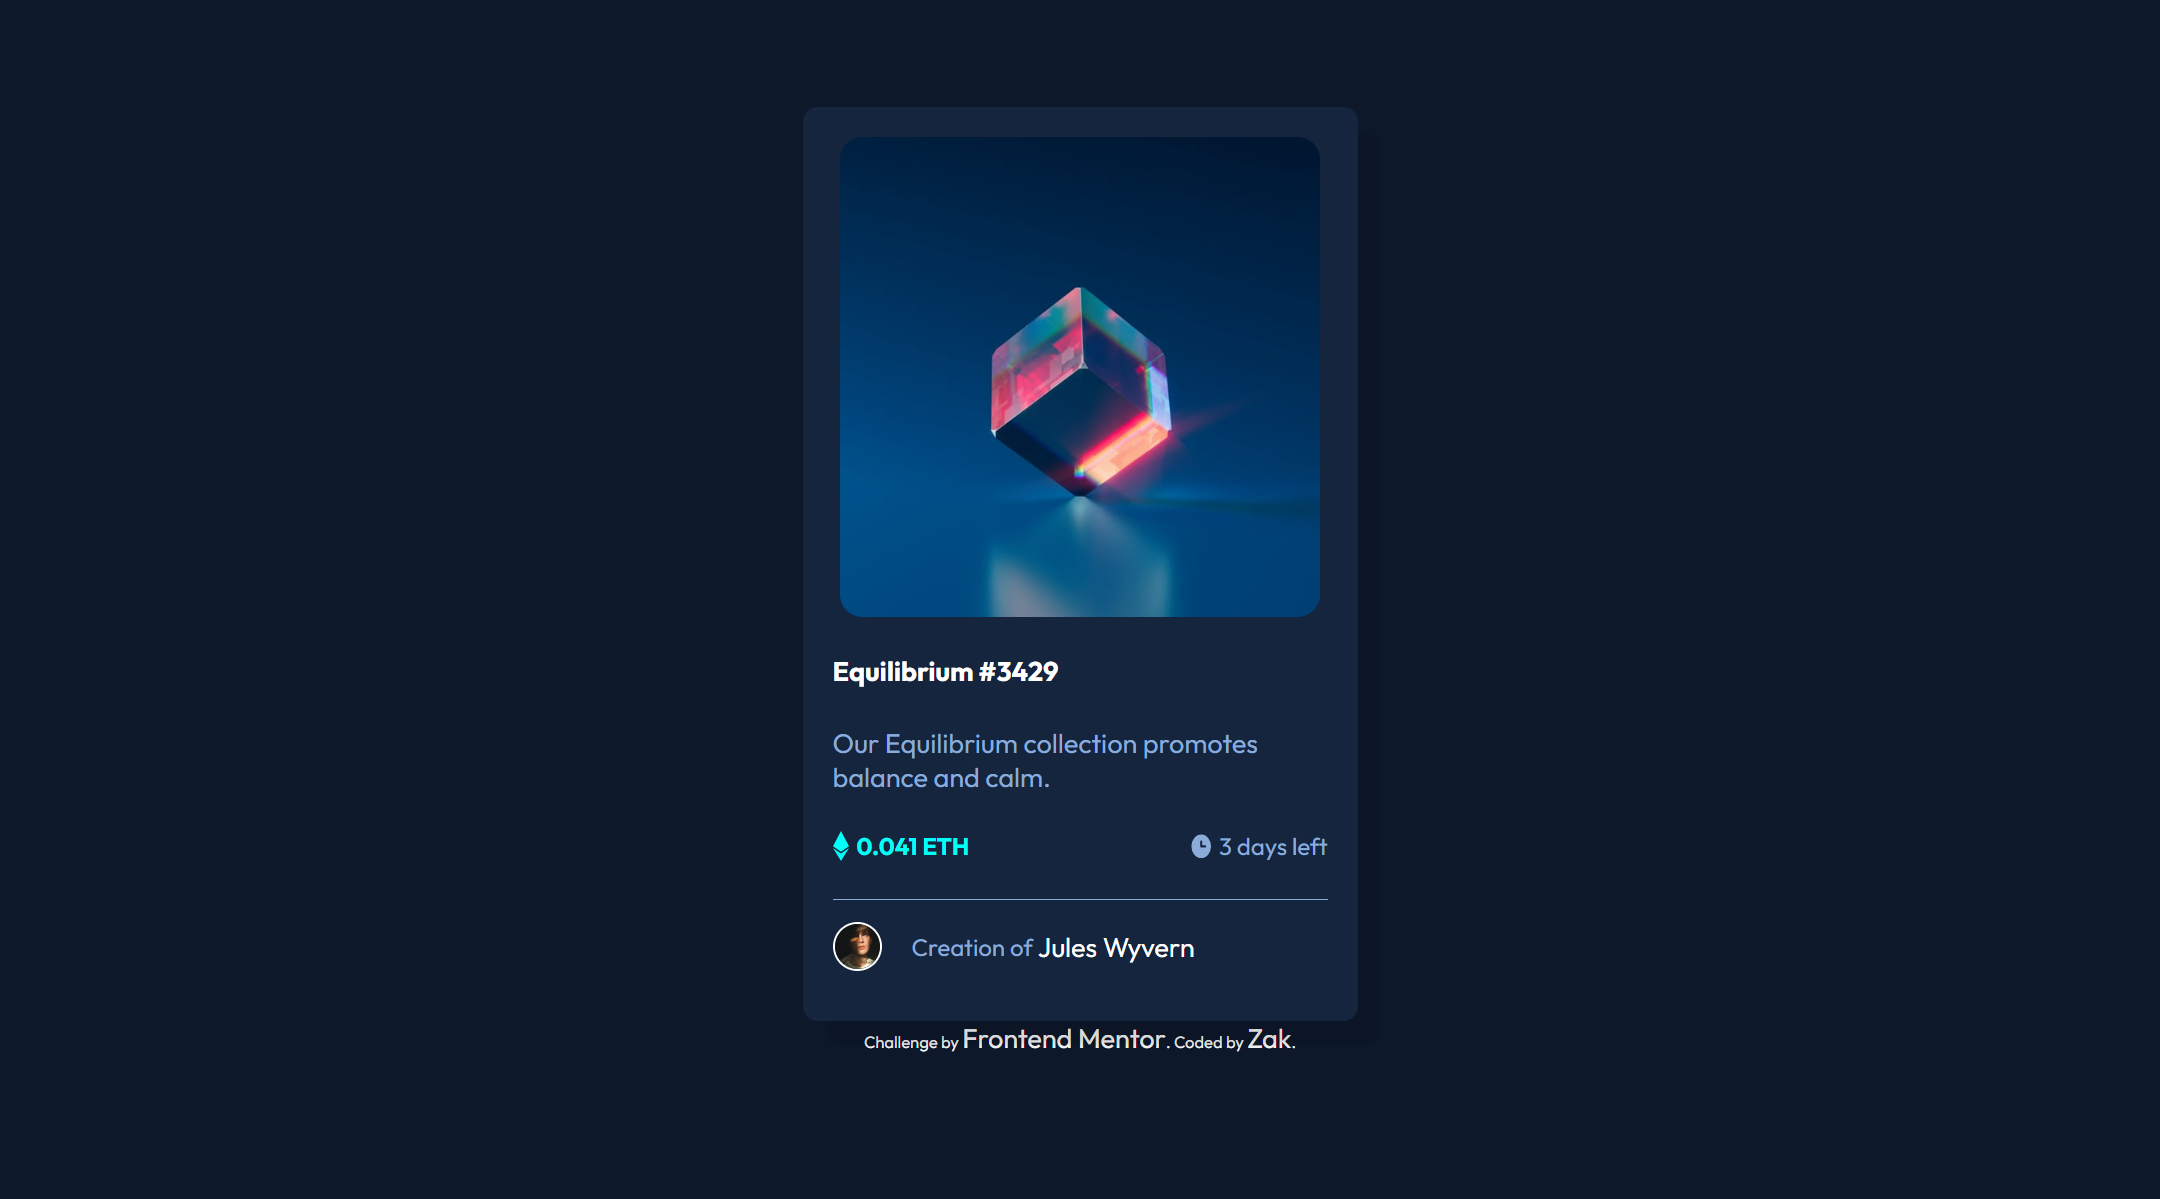 Equilibrium #3429
Our Equilibrium collection promotes
balance and calm.
0.041 ETH
3 days left
Creation of Jules Wyvern
Challenge by Frontend Mentor. Coded by Zak.